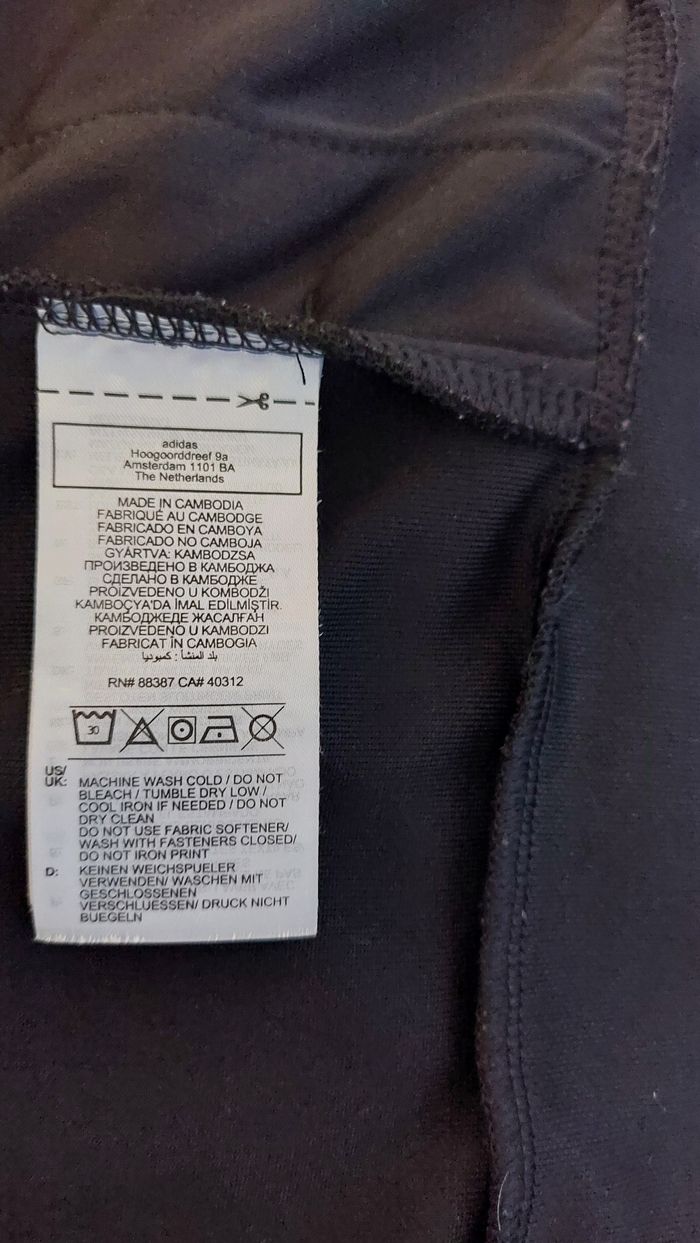 adidas
Hoogoorddreef 9a
Amsterdam 1101 BA
The Netherlands
MADE IN CAMBODIA
FABRIQUÉ AU CAMBODGE
FABRICADO EN CAMBOYA
FABRICADO NO CAMBOJA
GYÁRTVA: KAMBODZSA
ПРОИЗВЕДЕНО В КАМБОДЖА
СДЕЛАНО В КАМБОДЖЕ
PROIZVEDENO U KOMBODŽI
KAMBOÇYA'DA İMAL EDİLMİŞTİR.
КАМБОДЖЕДЕ ЖАСАЛҒАН
PROIZVEDENO U KAMBODZI
FABRICAT ÎN CAMBOGIA
بلد المنشأ : كمبوديا
RN# 88387 CA# 40312
30
US/
UK: MACHINE WASH COLD / DO NOT
BLEACH / TUMBLE DRY LOW /
COOL IRON IF NEEDED / DO NOT
DRY CLEAN
DO NOT USE FABRIC SOFTENER/
WASH WITH FASTENERS CLOSED/
DO NOT IRON PRINT
D: KEINEN WEICHSPUELER
VERWENDEN/ WASCHEN MIT
GESCHLOSSENEN
VERSCHLUESSEN/ DRUCK NICHT
BUEGELN